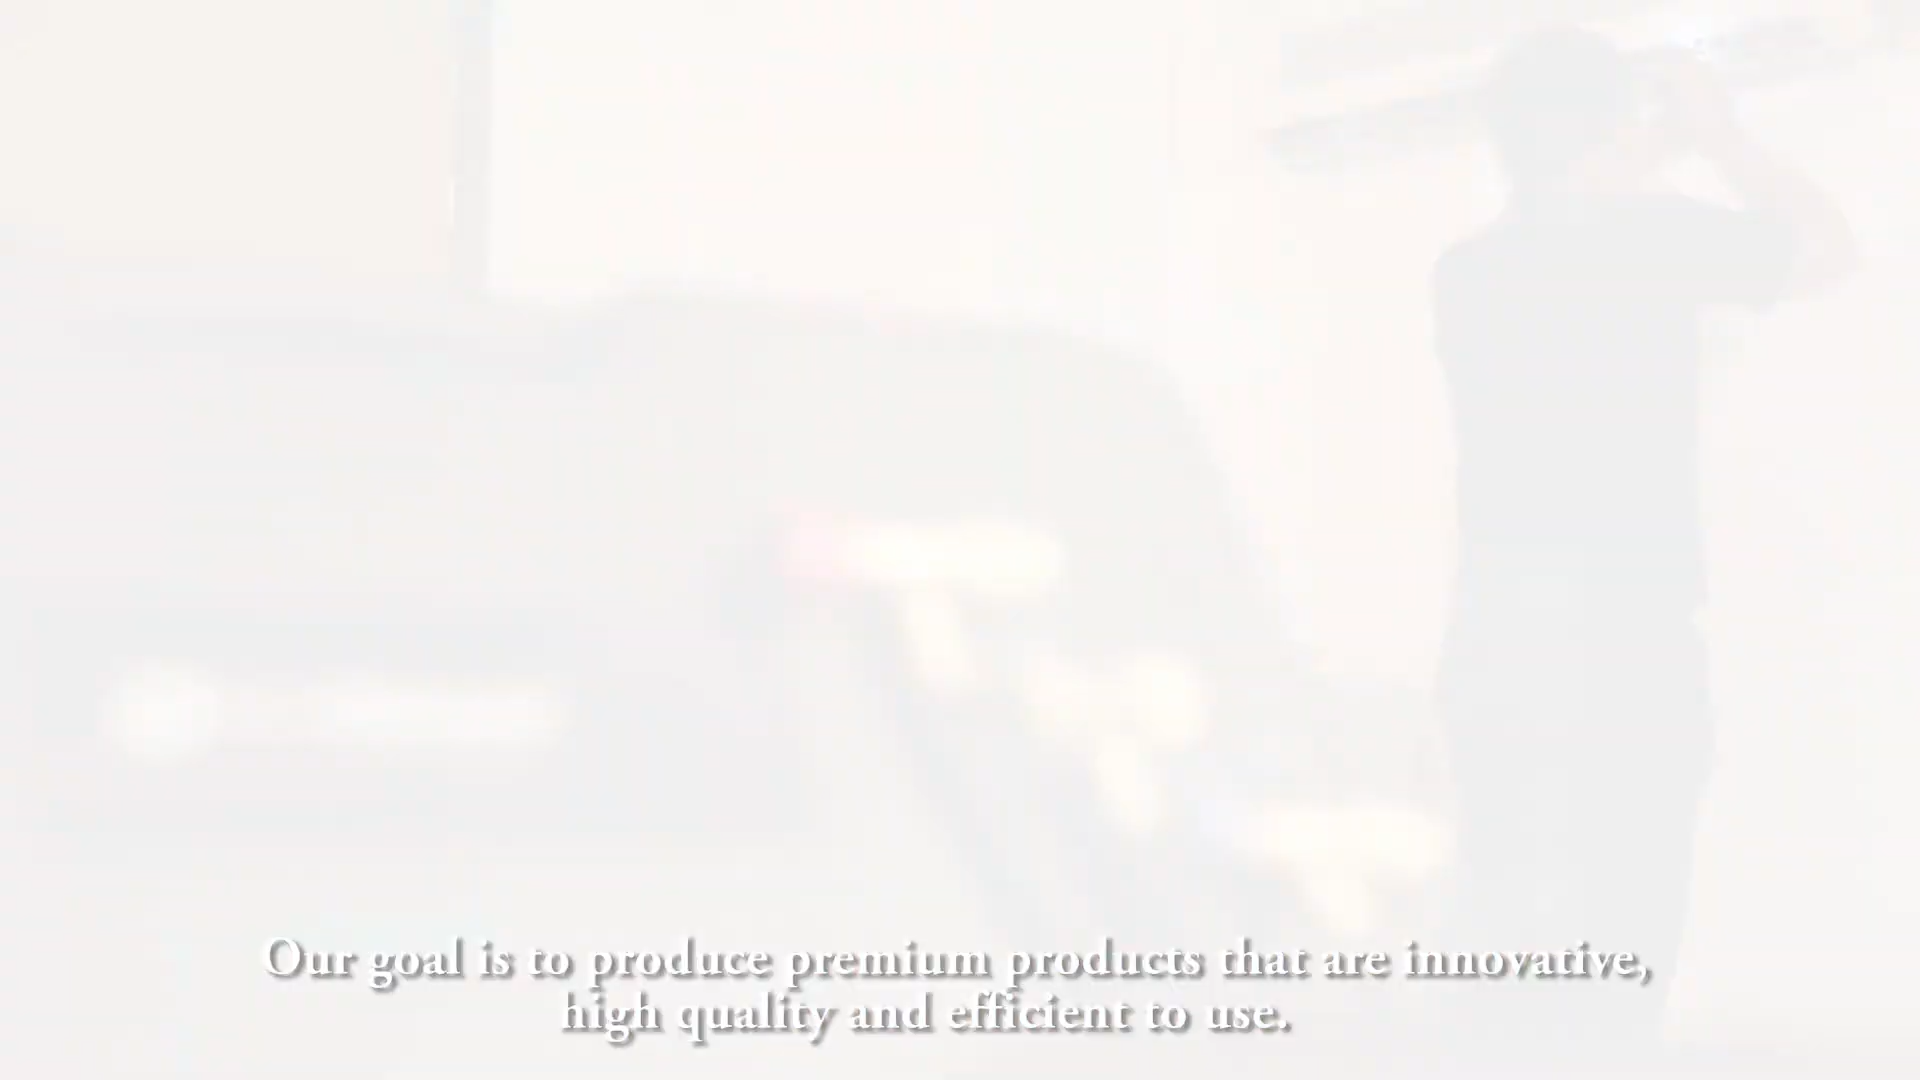 Our goal is to produce premium products that are innovative,
high quality and efficient to use.